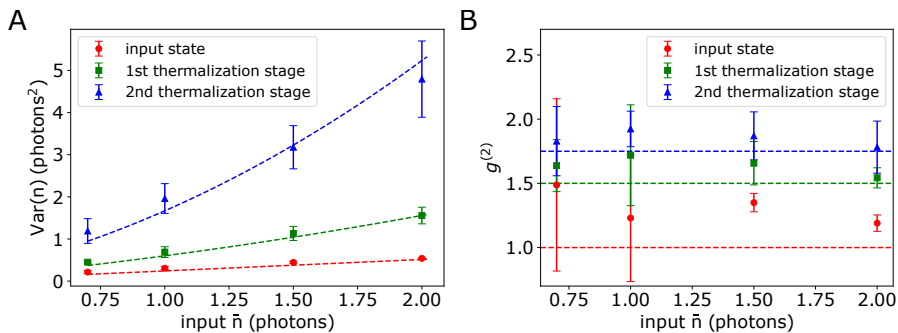 A
Var(n) (photons²)
5
4
3
2
1
0
input state
1st thermalization stage
2nd thermalization stage
0.75 1.00 1.25 1.50 1.75 2.00
input n̄ (photons)
B
g⁽²⁾
2.5
2.0
1.5
1.0
input state
1st thermalization stage
2nd thermalization stage
0.75 1.00 1.25 1.50 1.75 2.00
input n̄ (photons)